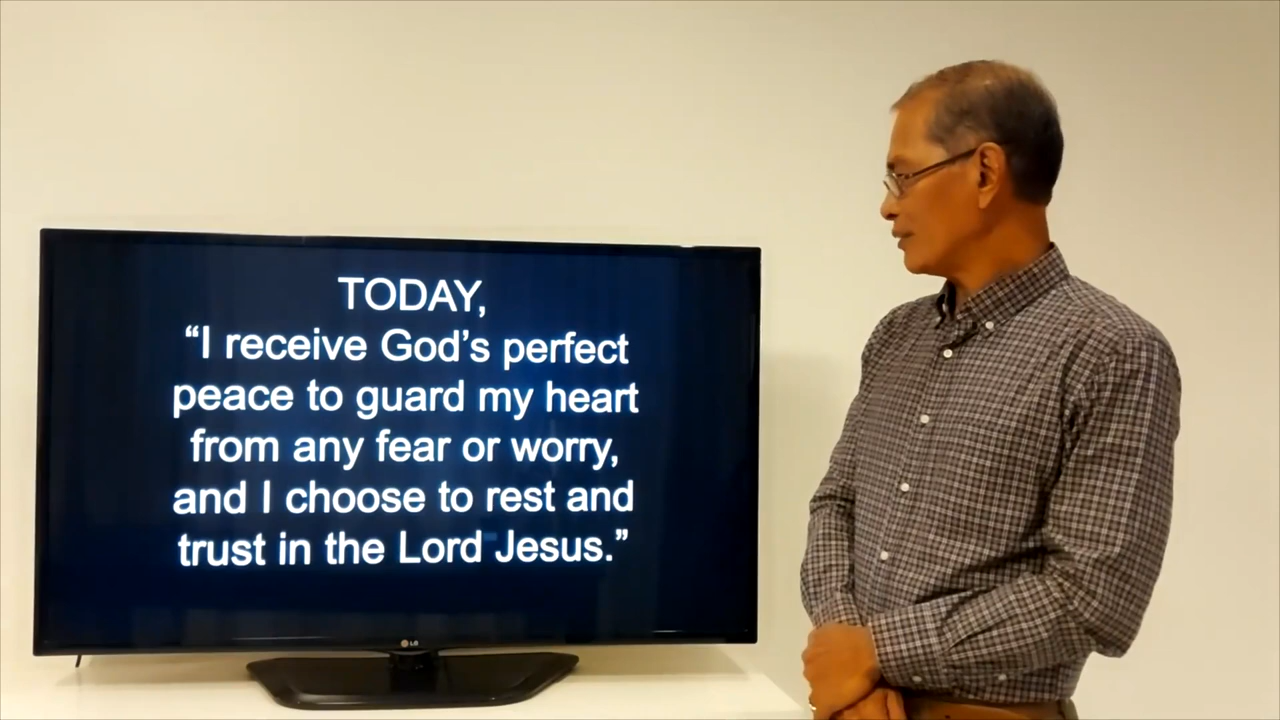 TODAY,
“I receive God’s perfect
peace to guard my heart
from any fear or worry,
and I choose to rest and
trust in the Lord Jesus.”
LG